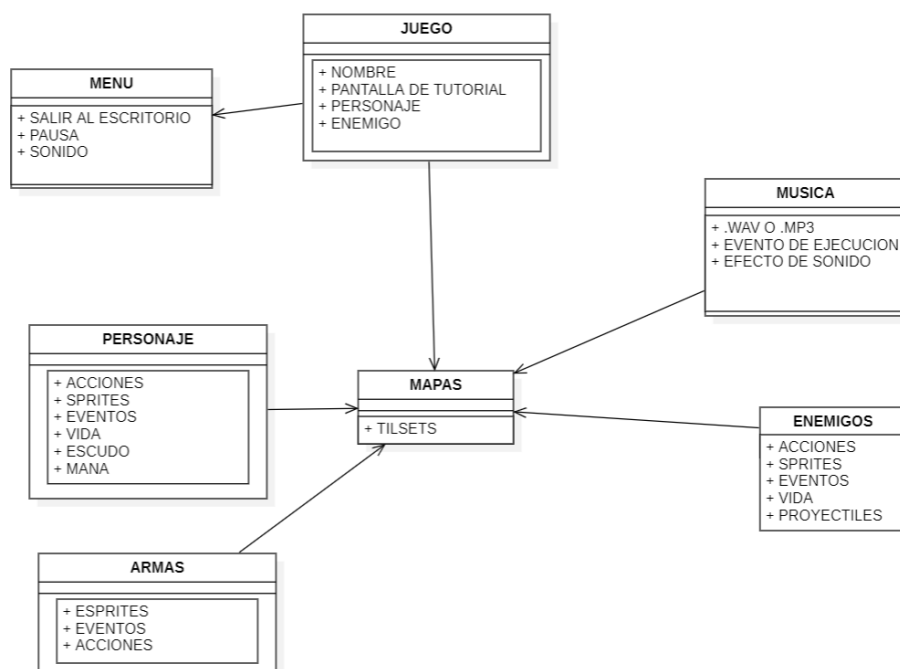 JUEGO
+ NOMBRE
+ PANTALLA DE TUTORIAL
+ PERSONAJE
+ ENEMIGO
MENU
+ SALIR AL ESCRITORIO
+ PAUSA
+ SONIDO
MUSICA
+ .WAV O .MP3
+ EVENTO DE EJECUCION
+ EFECTO DE SONIDO
PERSONAJE
+ ACCIONES
+ SPRITES
+ EVENTOS
+ VIDA
+ ESCUDO
+ MANA
MAPAS
+ TILSETS
ENEMIGOS
+ ACCIONES
+ SPRITES
+ EVENTOS
+ VIDA
+ PROYECTILES
ARMAS
+ ESPRITES
+ EVENTOS
+ ACCIONES